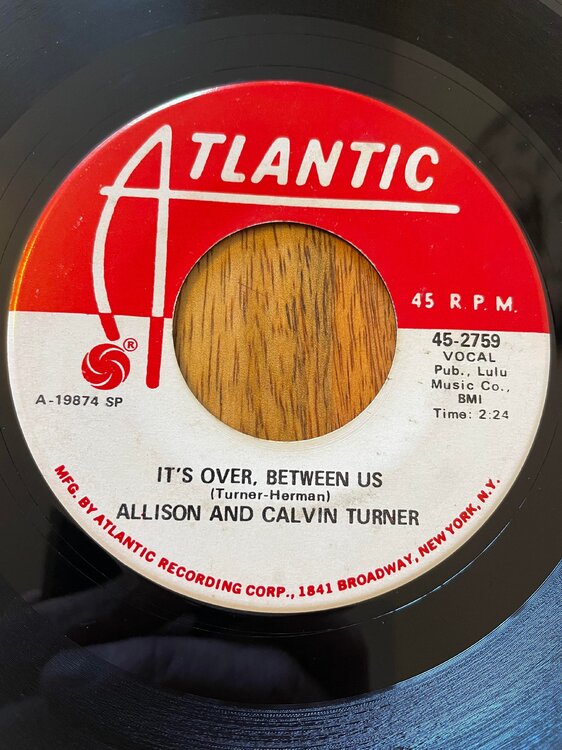 ATLANTIC
45 R.P.M.
45-2759
VOCAL
Pub., Lulu
Music Co.,
BMI
Time: 2:24
®
A-19874 SP
IT'S OVER, BETWEEN US
(Turner-Herman)
ALLISON AND CALVIN TURNER
MFG. BY ATLANTIC RECORDING CORP., 1841 BROADWAY, NEW YORK, N.Y.